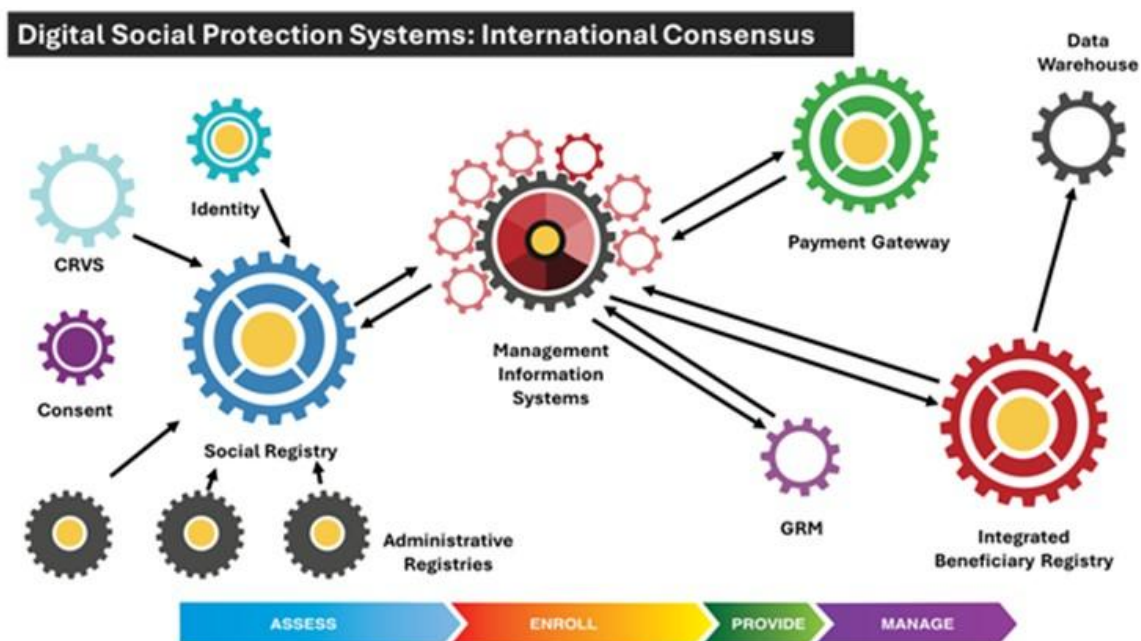 Digital Social Protection Systems: International Consensus
Data
Warehouse
Identity
CRVS
Payment Gateway
Management
Information
Systems
Consent
Social Registry
GRM
Integrated
Beneficiary Registry
Administrative
Registries
ASSESS
ENROLL
PROVIDE
MANAGE